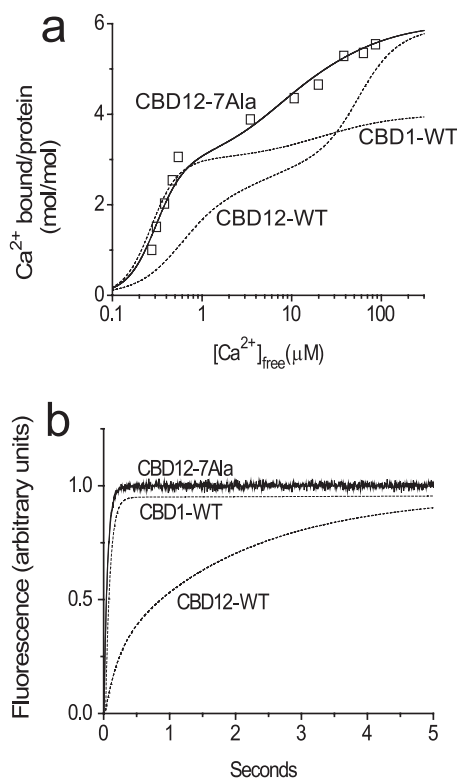 a
6
4
2
0
0.1
1
10
100
Ca²⁺ bound/protein
(mol/mol)
CBD12-7Ala
CBD1-WT
CBD12-WT
[Ca²⁺]free(μM)
b
1.0
0.5
0.0
0
1
2
3
4
5
Fluorescence (arbitrary units)
CBD12-7Ala
CBD1-WT
CBD12-WT
Seconds